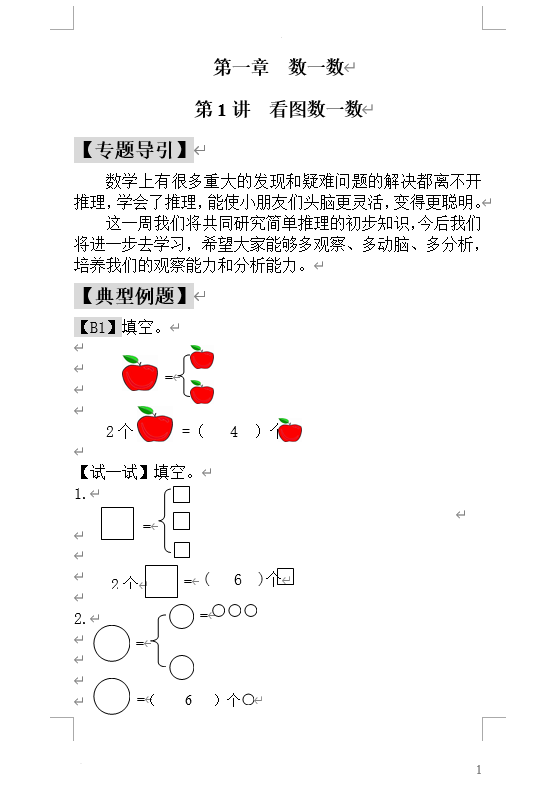 第一章　数一数
第1讲　看图数一数
【专题导引】
数学上有很多重大的发现和疑难问题的解决都离不开
推理，学会了推理，能使小朋友们头脑更灵活，变得更聪明。
这一周我们将共同研究简单推理的初步知识，今后我们
将进一步去学习，希望大家能够多观察、多动脑、多分析，
培养我们的观察能力和分析能力。
【典型例题】
【B1】填空。
=
2个 =（ 4 ）个
【试一试】填空。
1.
=
2个 =（ 6 ）个
2.
=
=
=（ 6 ）个
1